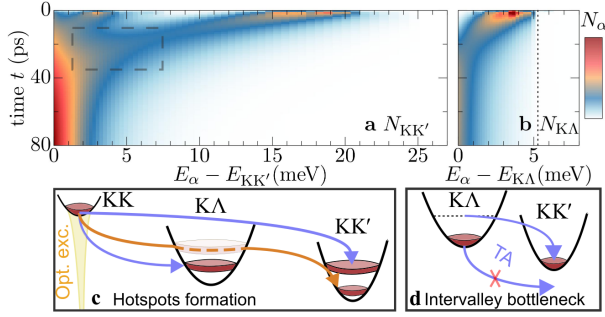 0
40
80
time t (ps)
a N_KK′
b N_KΛ
N_α
0 5 10 15 20 25
0 5
E_α − E_KK′(meV)
E_α − E_KΛ(meV)
KK
KΛ
KK′
Opt. exc.
c Hotspots formation
KΛ
KK′
TA
d Intervalley bottleneck